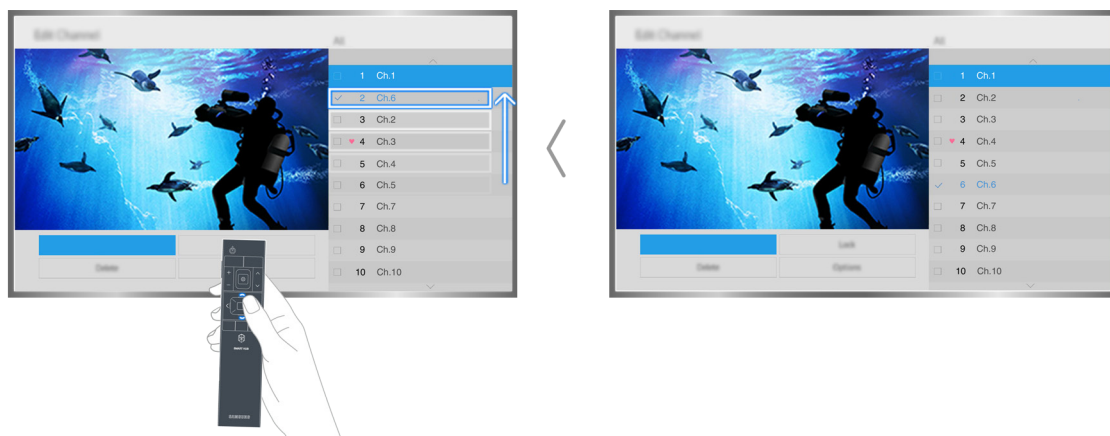 Edit Channel
All
1 Ch.1
2 Ch.6
3 Ch.2
4 Ch.3
5 Ch.4
6 Ch.5
7 Ch.7
8 Ch.8
9 Ch.9
10 Ch.10
Delete
SMART HUB
SAMSUNG
Edit Channel
All
1 Ch.1
2 Ch.2
3 Ch.3
4 Ch.4
5 Ch.5
6 Ch.6
7 Ch.7
8 Ch.8
9 Ch.9
10 Ch.10
Lock
Delete
Options